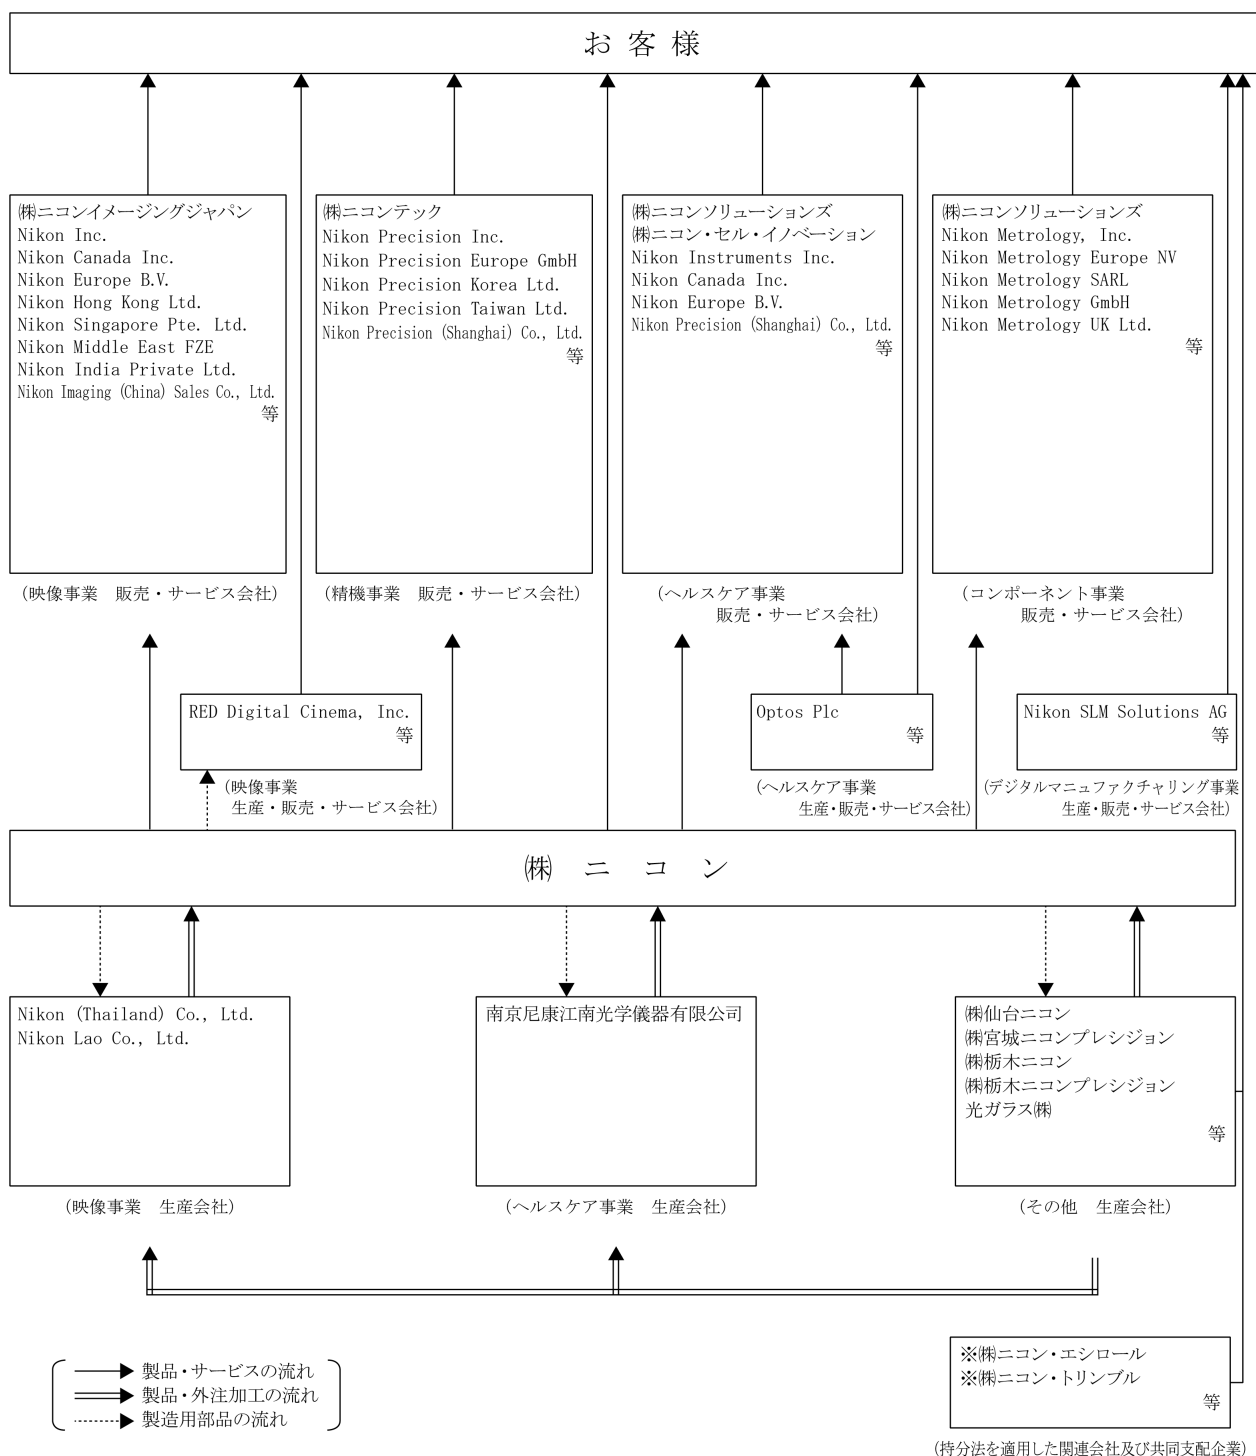 お客様
㈱ニコンイメージングジャパン
Nikon Inc.
Nikon Canada Inc.
Nikon Europe B.V.
Nikon Hong Kong Ltd.
Nikon Singapore Pte. Ltd.
Nikon Middle East FZE
Nikon India Private Ltd.
Nikon Imaging (China) Sales Co., Ltd.
等
(映像事業　販売・サービス会社)
㈱ニコンテック
Nikon Precision Inc.
Nikon Precision Europe GmbH
Nikon Precision Korea Ltd.
Nikon Precision Taiwan Ltd.
Nikon Precision (Shanghai) Co., Ltd.
等
(精機事業　販売・サービス会社)
㈱ニコンソリューションズ
㈱ニコン・セル・イノベーション
Nikon Instruments Inc.
Nikon Canada Inc.
Nikon Europe B.V.
Nikon Precision (Shanghai) Co., Ltd.
等
(ヘルスケア事業
販売・サービス会社)
㈱ニコンソリューションズ
Nikon Metrology, Inc.
Nikon Metrology Europe NV
Nikon Metrology SARL
Nikon Metrology GmbH
Nikon Metrology UK Ltd.
等
(コンポーネント事業
販売・サービス会社)
RED Digital Cinema, Inc.
等
(映像事業
生産・販売・サービス会社)
Optos Plc
等
(ヘルスケア事業
生産・販売・サービス会社)
Nikon SLM Solutions AG
等
(デジタルマニュファクチャリング事業
生産・販売・サービス会社)
㈱ニコン
Nikon (Thailand) Co., Ltd.
Nikon Lao Co., Ltd.
(映像事業　生産会社)
南京尼康江南光学儀器有限公司
(ヘルスケア事業　生産会社)
㈱仙台ニコン
㈱宮城ニコンプレシジョン
㈱栃木ニコン
㈱栃木ニコンプレシジョン
光ガラス㈱
等
(その他　生産会社)
製品・サービスの流れ
製品・外注加工の流れ
製造用部品の流れ
※㈱ニコン・エシロール
※㈱ニコン・トリンブル
等
(持分法を適用した関連会社及び共同支配企業)